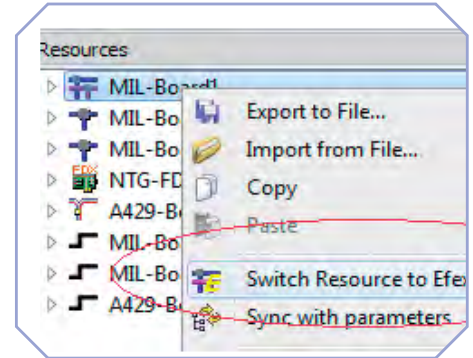 Resources
MIL-Board1
MIL-Bo
MIL-Bo
NTG-FD
A429-Bo
MIL-Bo
MIL-Bo
A429-B
Export to File...
Import from File...
Copy
Paste
Switch Resource to Efex
Sync with parameters